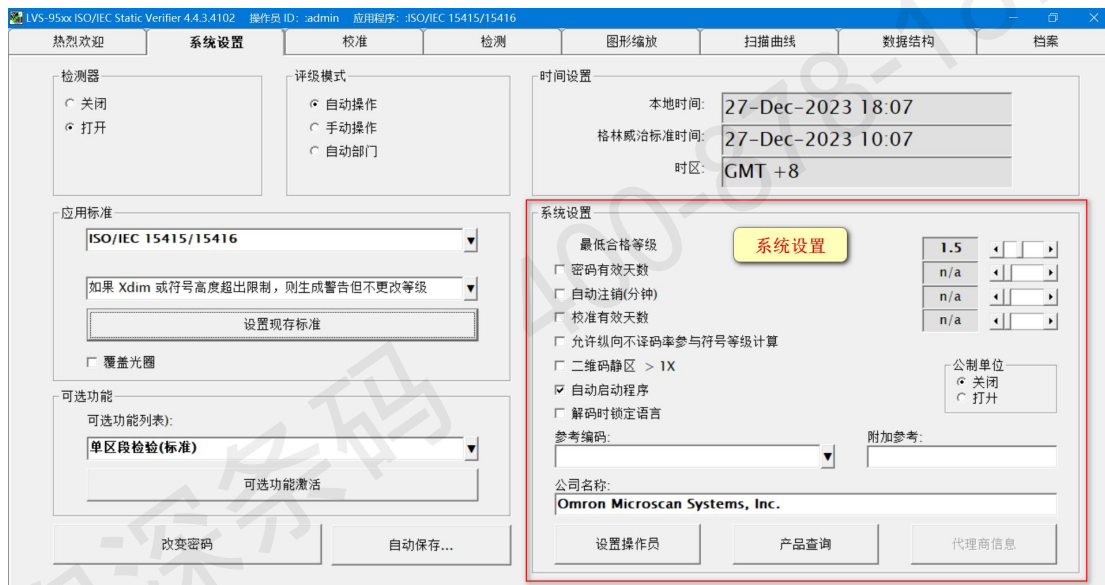 LVS-95xx ISO/IEC Static Verifier 4.4.3.4102 操作员 ID: :admin 应用程序: :ISO/IEC 15415/15416
热烈欢迎 系统设置 校准 检测 图形缩放 扫描曲线 数据结构 档案
检测器
关闭
打开
评级模式
自动操作
手动操作
自动部门
时间设置
本地时间: 27-Dec-2023 18:07
格林威治标准时间: 27-Dec-2023 10:07
时区: GMT +8
应用标准
ISO/IEC 15415/15416
如果 Xdim 或符号高度超出限制，则生成警告但不更改等级
设置现存标准
覆盖光圈
可选功能
可选功能列表):
单区段检验(标准)
可选功能激活
改变密码 自动保存...
系统设置
系统设置
最低合格等级 1.5
密码有效天数 n/a
自动注销(分钟) n/a
校准有效天数 n/a
允许纵向不译码率参与符号等级计算
二维码静区 > 1X
自动启动程序
解码时锁定语言
公制单位
关闭
打开
参考编码: 附加参考:
公司名称:
Omron Microscan Systems, Inc.
设置操作员 产品查询 代理商信息